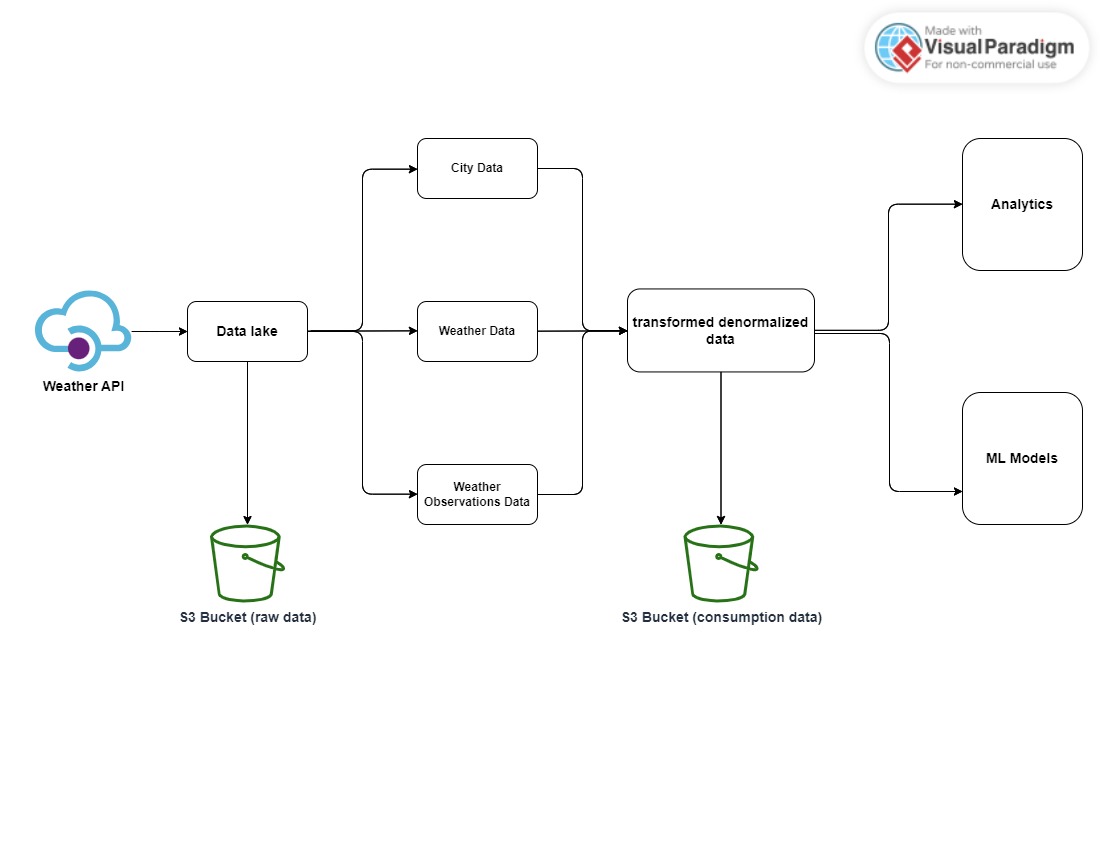 Made with
Visual Paradigm
For non-commercial use
City Data
Analytics
Weather API
Data lake
Weather Data
transformed denormalized
data
Weather
Observations Data
ML Models
S3 Bucket (raw data)
S3 Bucket (consumption data)